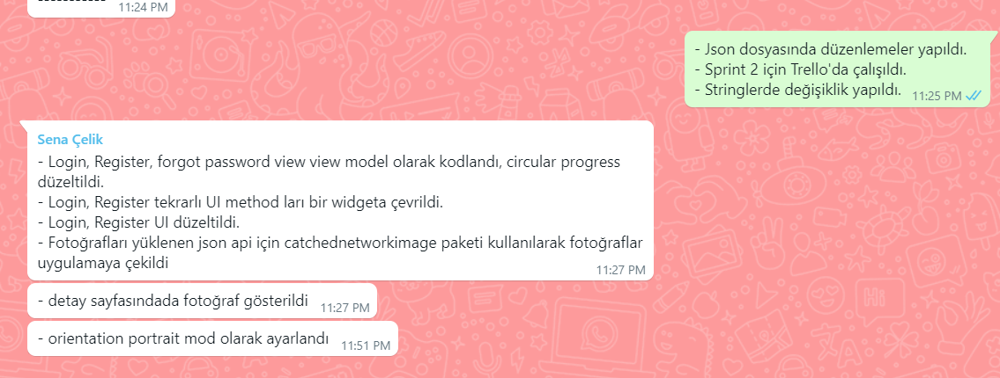 11:24 PM
- Json dosyasında düzenlemeler yapıldı.
- Sprint 2 için Trello'da çalışıldı.
- Stringlerde değişiklik yapıldı. 11:25 PM
Sena Çelik
- Login, Register, forgot password view view model olarak kodlandı, circular progress
düzeltildi.
- Login, Register tekrarlı UI method ları bir widgeta çevrildi.
- Login, Register UI düzeltildi.
- Fotoğrafları yüklenen json api için catchednetworkimage paketi kullanılarak fotoğraflar
uygulamaya çekildi
11:27 PM
- detay sayfasındada fotoğraf gösterildi 11:27 PM
- orientation portrait mod olarak ayarlandı 11:51 PM